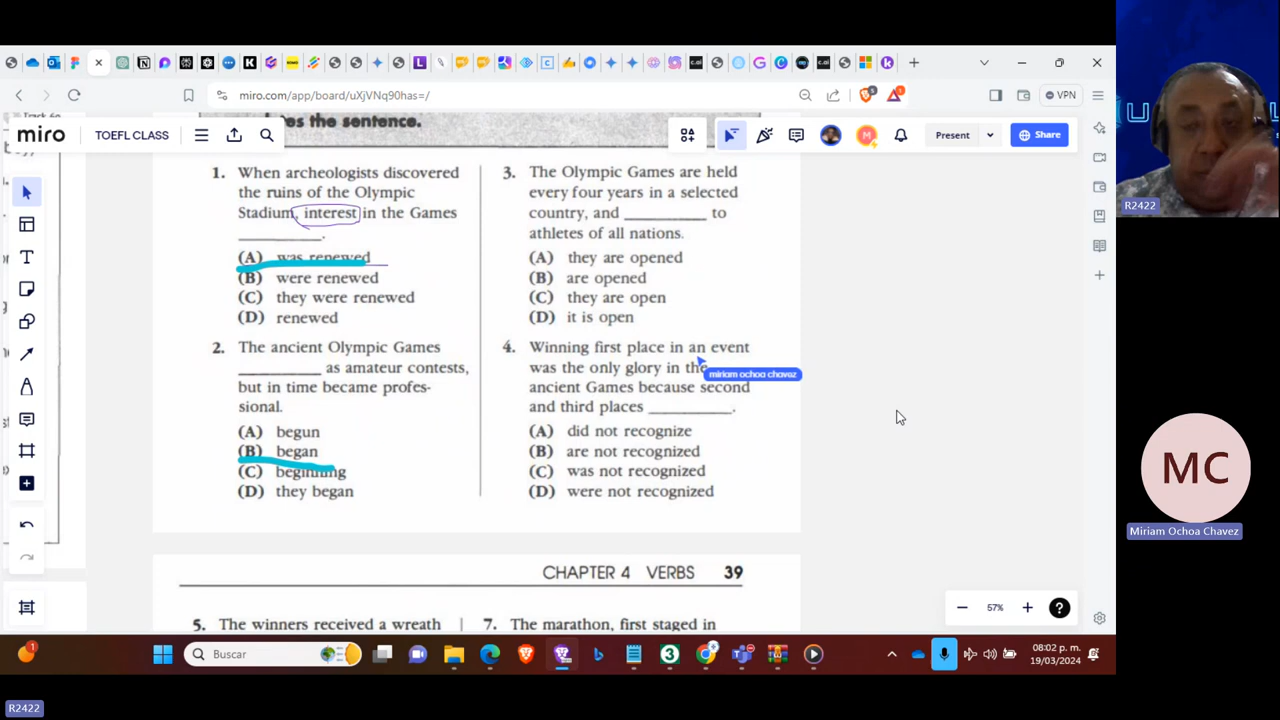 miro.com/app/board/uXjVNq90has=/
VPN
tes the sentence.
miro
TOEFL CLASS
Present
Share
1. When archeologists discovered
the ruins of the Olympic
Stadium, interest in the Games
__________.
(A) was renewed
(B) were renewed
(C) they were renewed
(D) renewed
2. The ancient Olympic Games
__________ as amateur contests,
but in time became profes-
sional.
(A) begun
(B) began
(C) beginning
(D) they began
3. The Olympic Games are held
every four years in a selected
country, and __________ to
athletes of all nations.
(A) they are opened
(B) are opened
(C) they are open
(D) it is open
4. Winning first place in an event
was the only glory in the
ancient Games because second
and third places __________.
(A) did not recognize
(B) are not recognized
(C) was not recognized
(D) were not recognized
miriam ochoa chavez
CHAPTER 4 VERBS 39
5. The winners received a wreath
7. The marathon, first staged in
57%
Buscar
08:02 p. m.
19/03/2024
R2422
MC
Miriam Ochoa Chavez
R2422